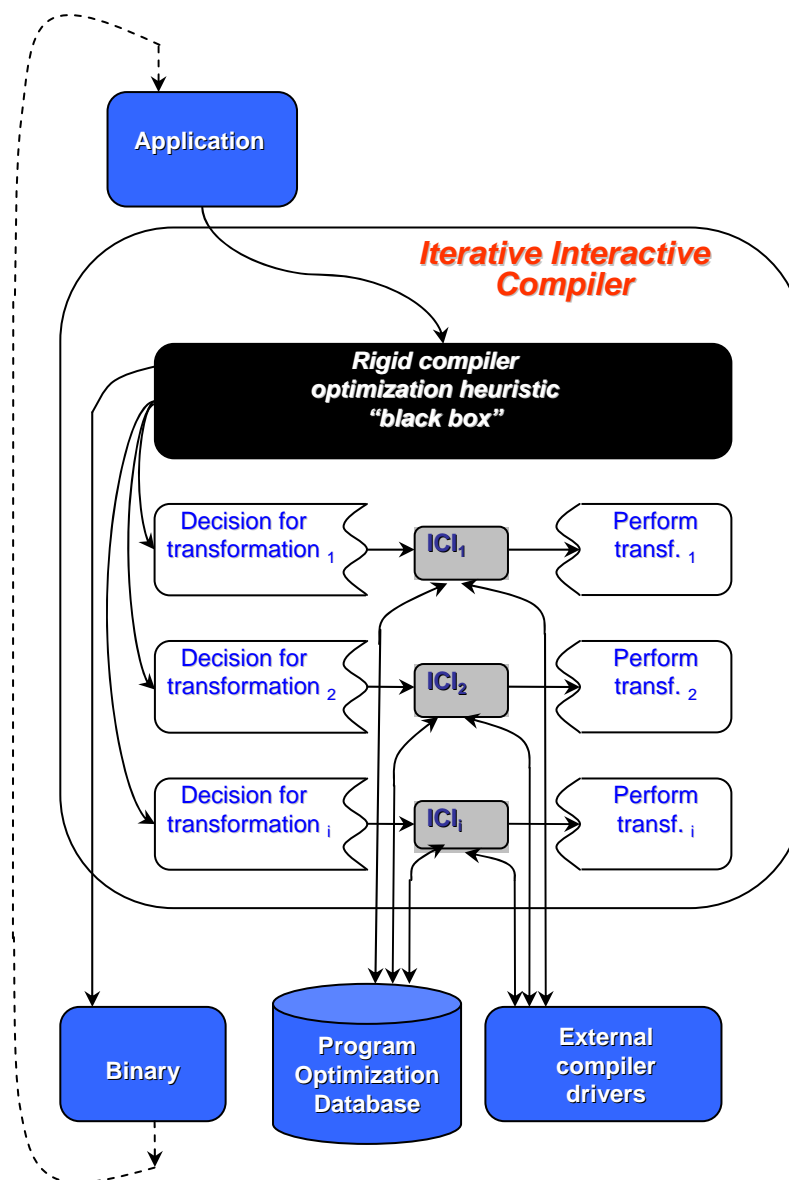 Application
Iterative Interactive
Compiler
Rigid compiler
optimization heuristic
“black box”
Decision for
transformation 1
ICI1
Perform
transf. 1
Decision for
transformation 2
ICI2
Perform
transf. 2
Decision for
transformation i
ICIi
Perform
transf. i
Binary
Program
Optimization
Database
External
compiler
drivers